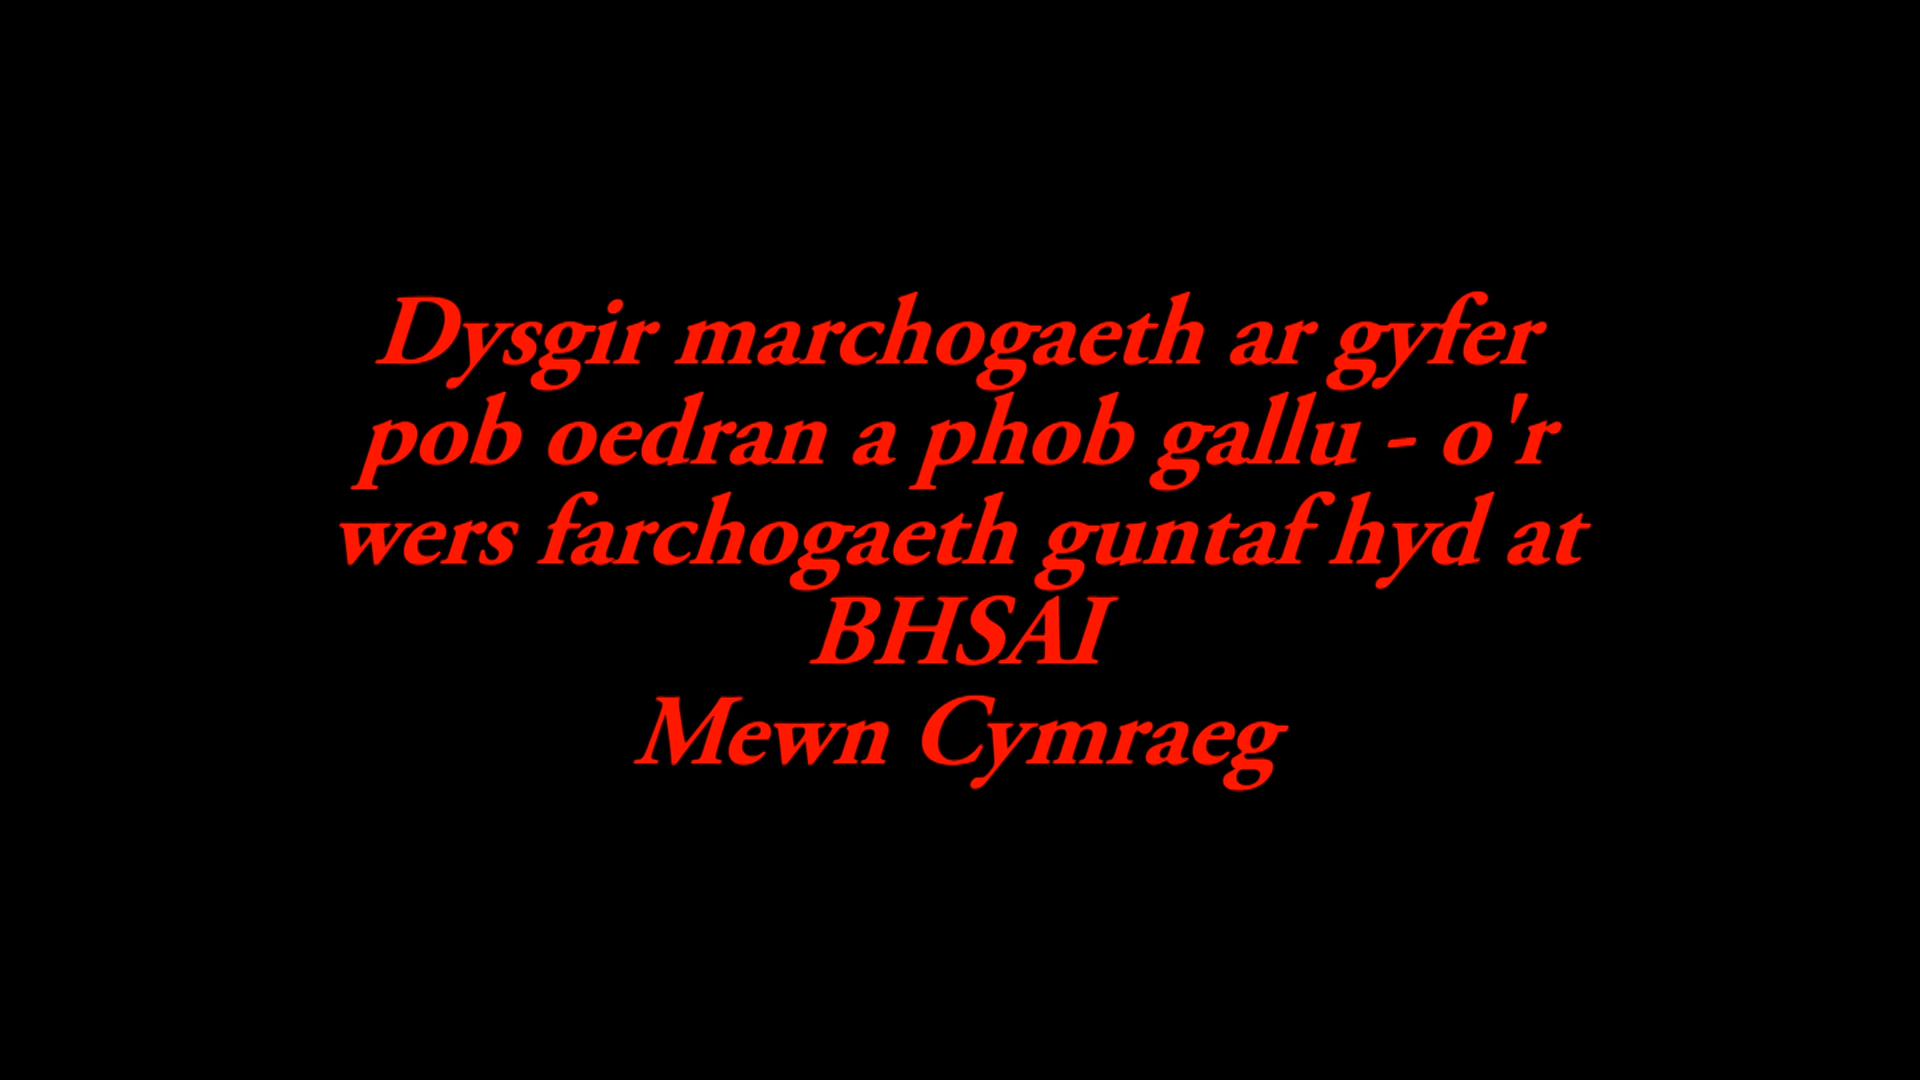 Dysgir marchogaeth ar gyfer
pob oedran a phob gallu - o'r
wers farchogaeth guntaf hyd at
BHSAI
Mewn Cymraeg